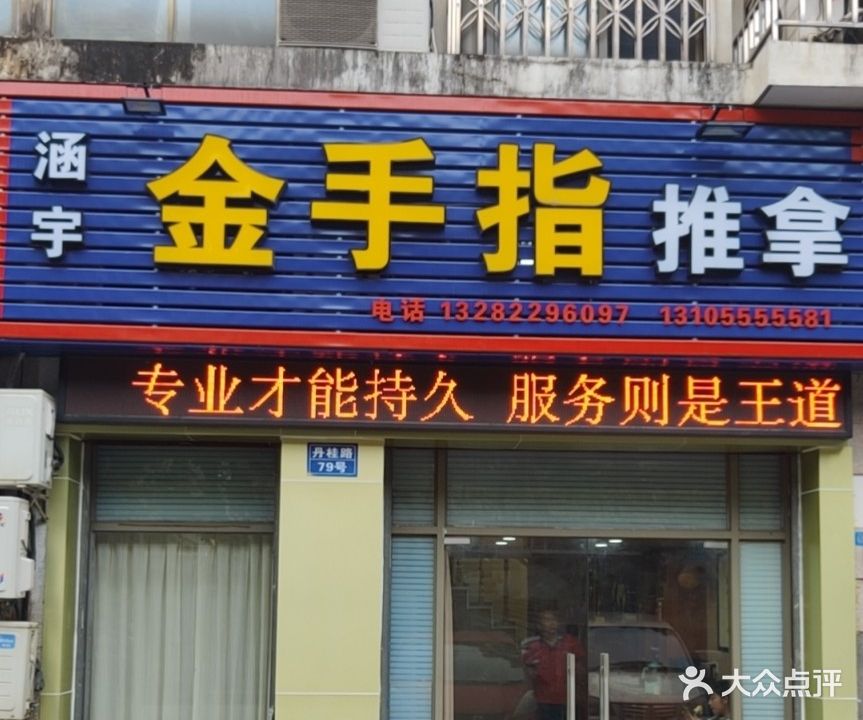 涵宇 金手指 推拿
电话 13282296097 13105555581
专业才能持久 服务则是王道
丹桂路
79号
大众点评